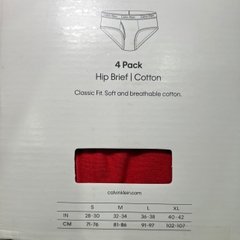 4 Pack
Hip Brief | Cotton
Classic Fit. Soft and breathable cotton.
calvinklein.com
S M L XL
IN 28-30 32-34 36-38 40-42
CM 71-76 81-86 91-97 102-107